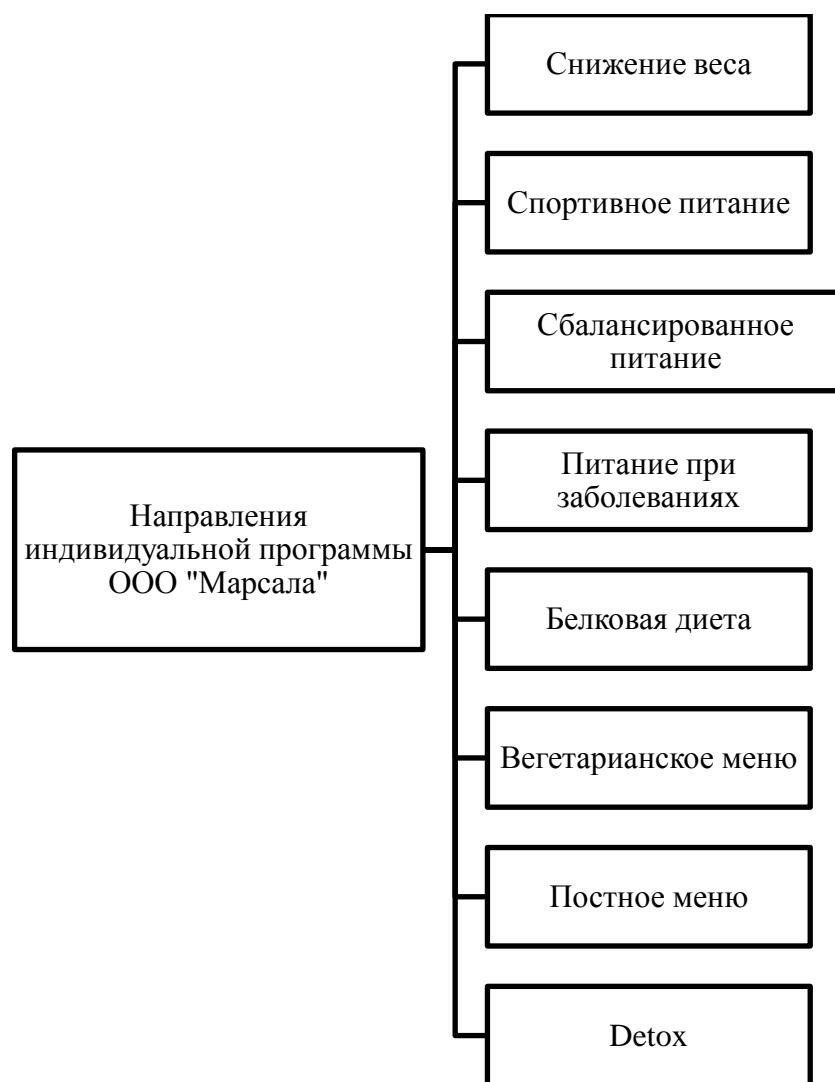 Снижение веса
Спортивное питание
Сбалансированное
питание
Питание при
заболеваниях
Направления
индивидуальной программы
ООО "Марсала"
Белковая диета
Вегетарианское меню
Постное меню
Detox